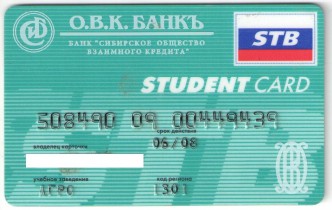 О.В.К. БАНКЪ
БАНК "СИБИРСКОЕ ОБЩЕСТВО
ВЗАИМНОГО КРЕДИТА"
STB
STUDENT CARD
508490 09 00449439
срок действия
владелец карточки
06/08
учебное заведение
код региона
1301
STB